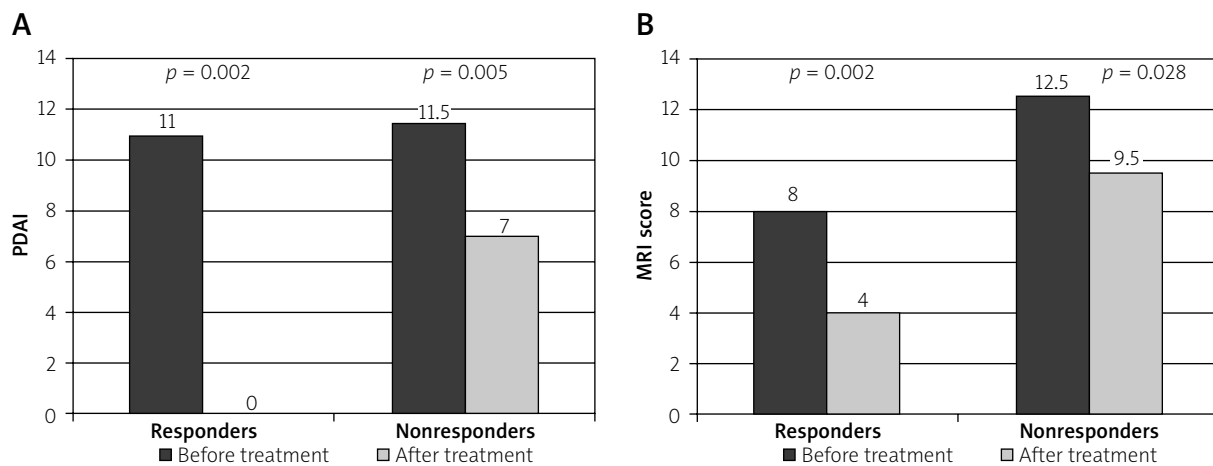 A
PDAI
14
12
10
8
6
4
2
0
p = 0.002
p = 0.005
11
0
11.5
7
Responders
Nonresponders
Before treatment
After treatment
B
MRI score
14
12
10
8
6
4
2
0
p = 0.002
p = 0.028
8
4
12.5
9.5
Responders
Nonresponders
Before treatment
After treatment